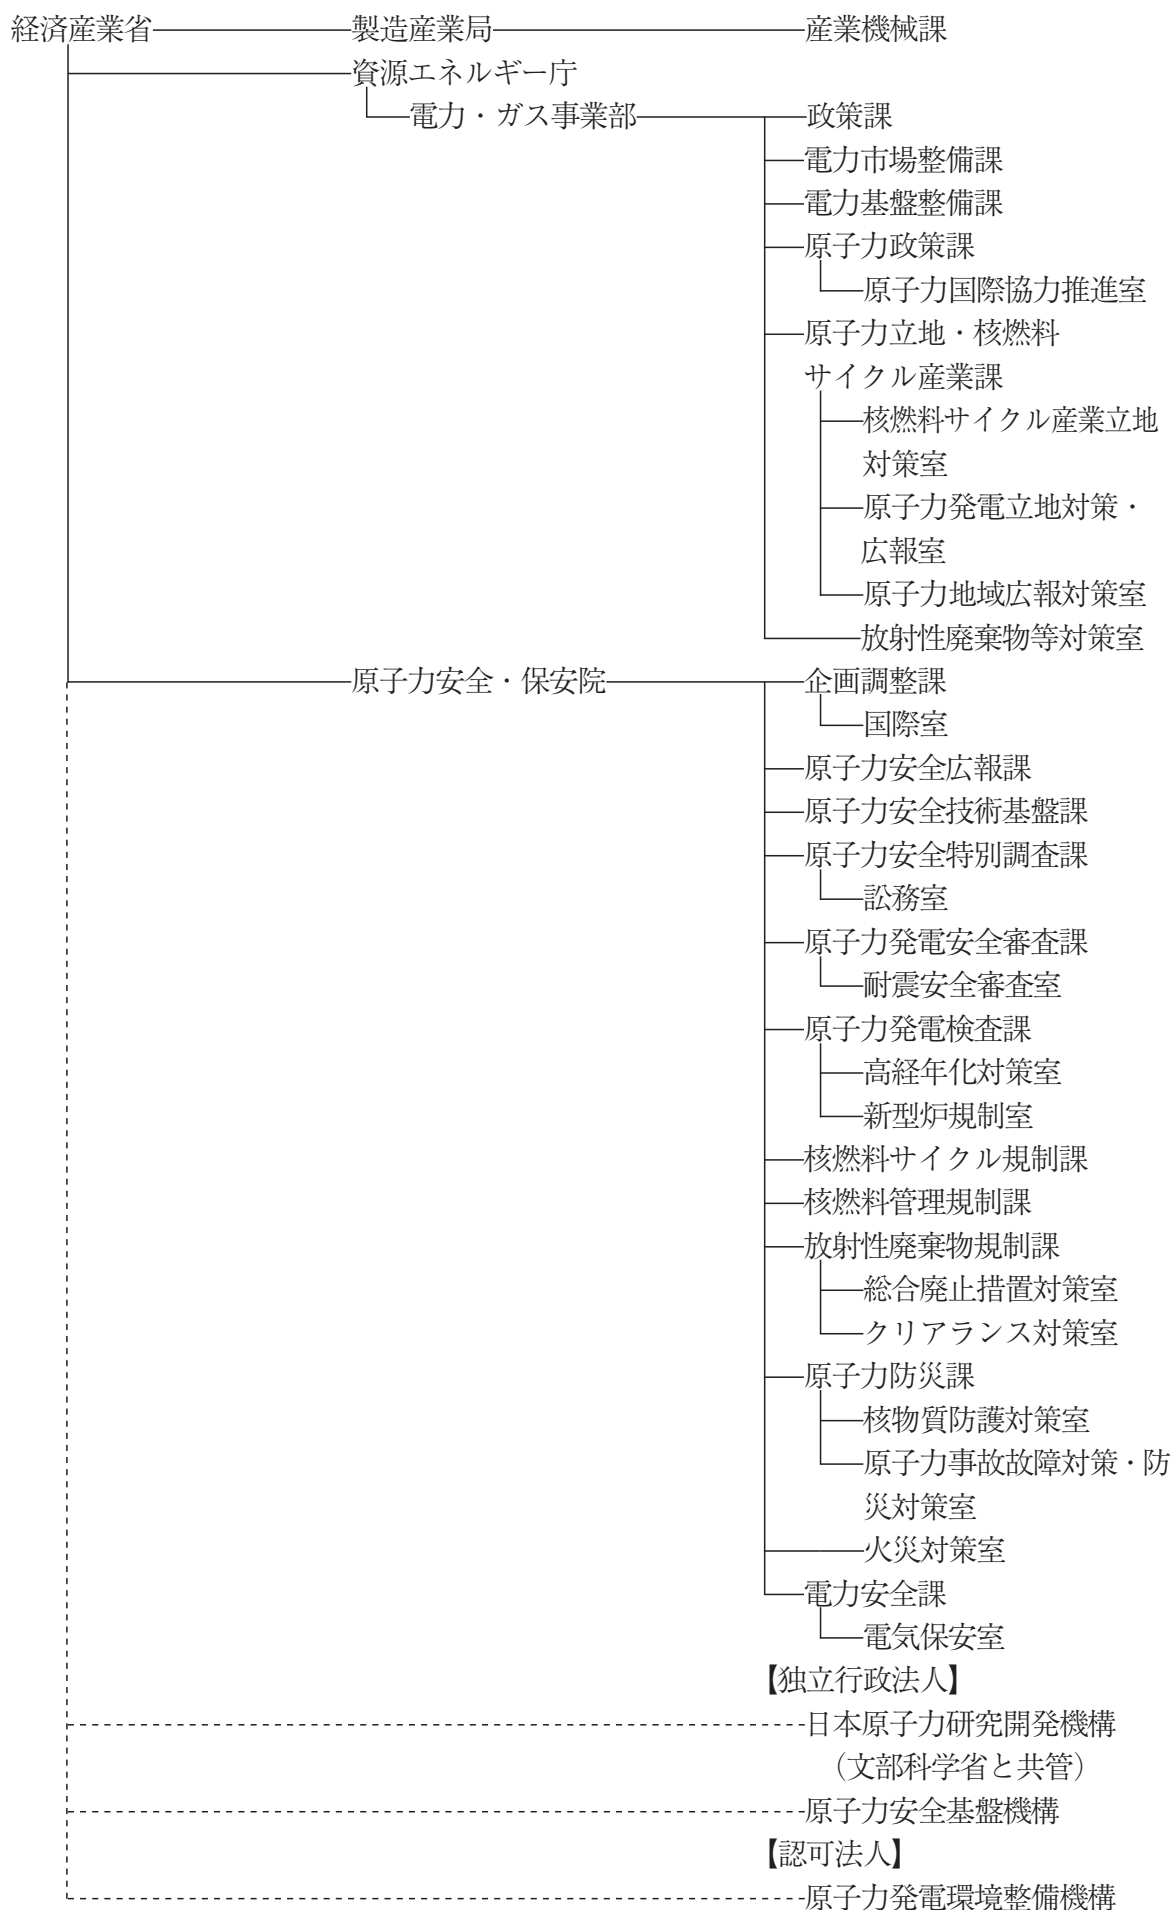 経済産業省 製造産業局 産業機械課
資源エネルギー庁
電力・ガス事業部 政策課
電力市場整備課
電力基盤整備課
原子力政策課
原子力国際協力推進室
原子力立地・核燃料
サイクル産業課
核燃料サイクル産業立地
対策室
原子力発電立地対策・
広報室
原子力地域広報対策室
放射性廃棄物等対策室
原子力安全・保安院 企画調整課
国際室
原子力安全広報課
原子力安全技術基盤課
原子力安全特別調査課
訟務室
原子力発電安全審査課
耐震安全審査室
原子力発電検査課
高経年化対策室
新型炉規制室
核燃料サイクル規制課
核燃料管理規制課
放射性廃棄物規制課
総合廃止措置対策室
クリアランス対策室
原子力防災課
核物質防護対策室
原子力事故故障対策・防
災対策室
火災対策室
電力安全課
電気保安室
【独立行政法人】
日本原子力研究開発機構
（文部科学省と共管）
原子力安全基盤機構
【認可法人】
原子力発電環境整備機構